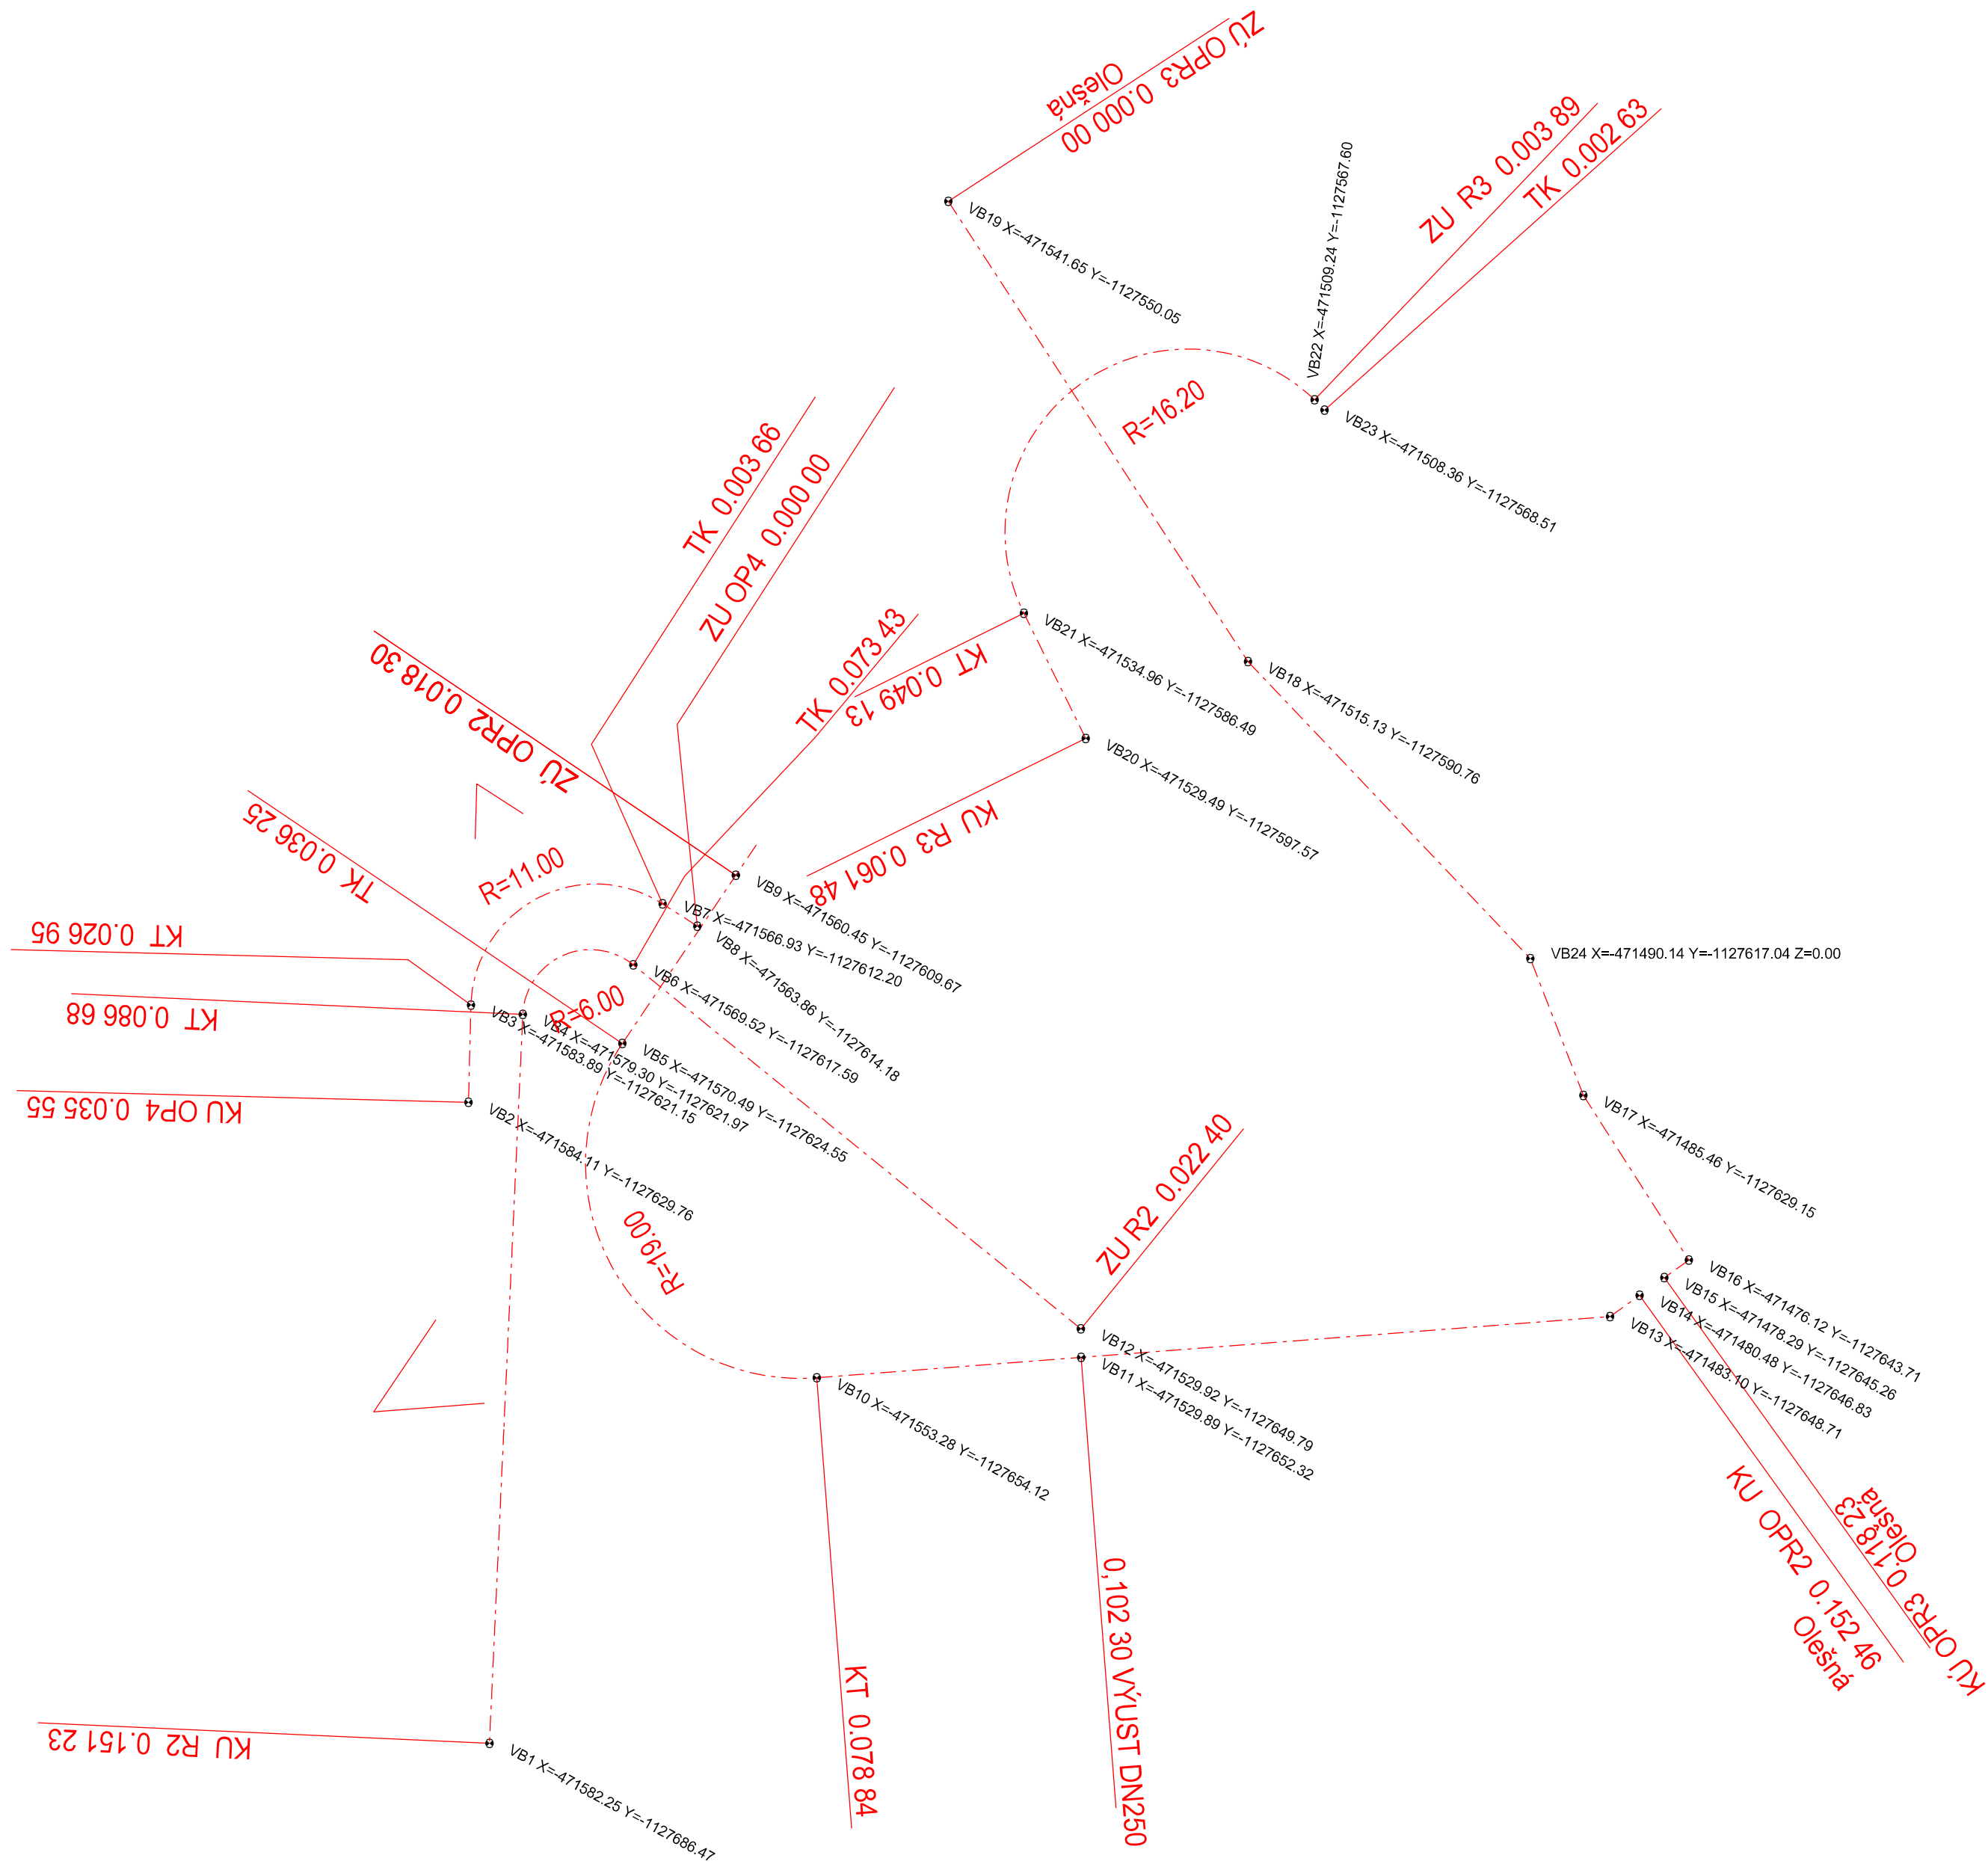 ZÚ OPR3  0.000 00
Olešná
ZU  R3  0.003 89
TK  0.002 63
VB19 X=-471541.65 Y=-1127550.05
VB22 X=-471509.24 Y=-1127567.60
VB23 X=-471508.36 Y=-1127568.51
R=16.20
TK  0.003 66
ZU OP4  0.000 00
TK  0.073 43
KT  0.049 13
VB21 X=-471534.96 Y=-1127586.49
VB18 X=-471515.13 Y=-1127590.76
VB20 X=-471529.49 Y=-1127597.57
KU  R3  0.061 48
ZÚ  OPR2  0.018 30
TK  0.036 25
R=11.00
VB9 X=-471560.45 Y=-1127609.67
VB7 X=-471566.93 Y=-1127612.20
VB8 X=-471563.86 Y=-1127614.18
KT  0.026 95
KT  0.086 68
R=6.00
VB6 X=-471569.52 Y=-1127617.59
VB3 X=-471583.89 Y=-1127621.15
VB4 X=-471579.30 Y=-1127621.97
VB5 X=-471570.49 Y=-1127624.55
VB24 X=-471490.14 Y=-1127617.04 Z=0.00
KU OP4  0.035 55
VB2 X=-471584.11 Y=-1127629.76
VB17 X=-471485.46 Y=-1127629.15
ZU R2  0.022 40
R=19.00
VB16 X=-471476.12 Y=-1127643.71
VB15 X=-471478.29 Y=-1127645.26
VB14 X=-471480.48 Y=-1127646.83
VB13 X=-471483.10 Y=-1127648.71
VB12 X=-471529.92 Y=-1127649.79
VB11 X=-471529.89 Y=-1127652.32
VB10 X=-471553.28 Y=-1127654.12
KU  OPR2  0.152 46
Olešná
KÚ OPR3  0.118 23
Olešná
0,102 30 VÝUST DN250
KT  0.078 84
KU  R2  0.151 23
VB1 X=-471582.25 Y=-1127686.47